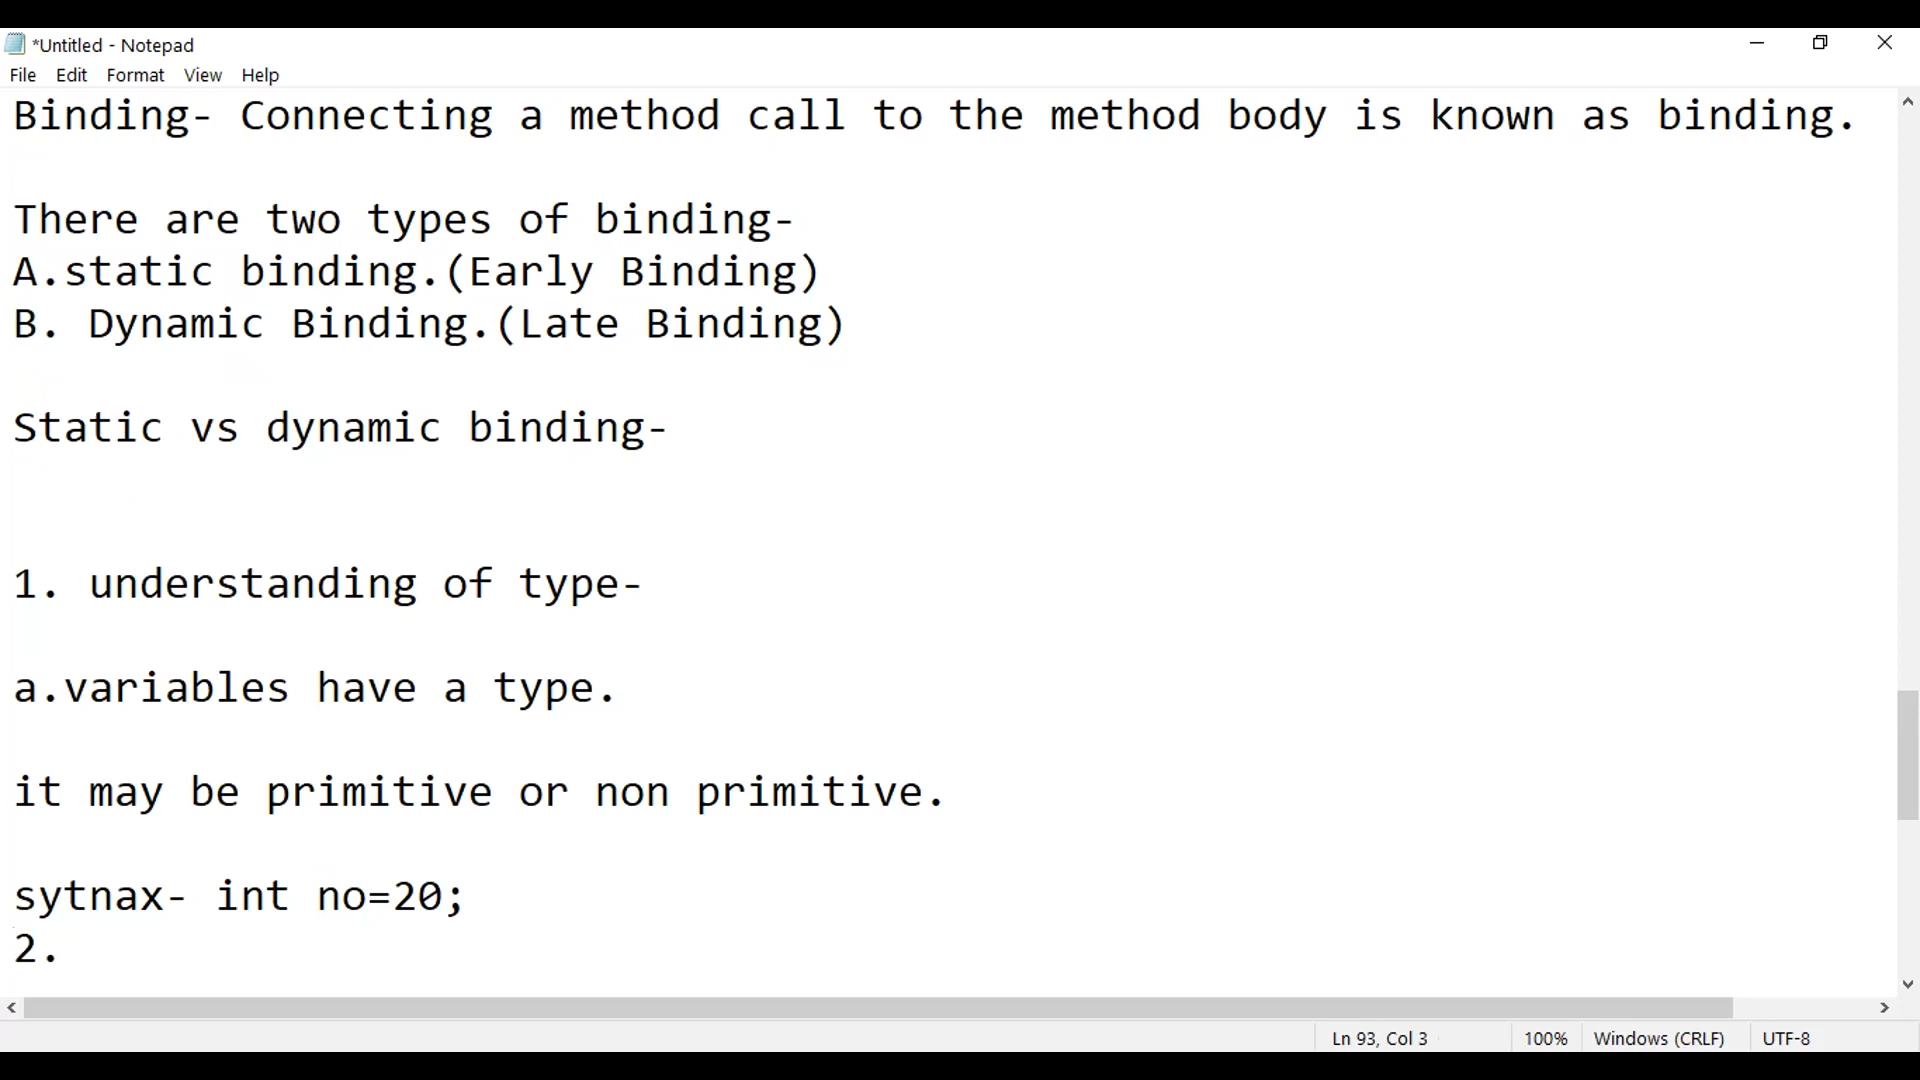 *Untitled - Notepad
File Edit Format View Help
Binding- Connecting a method call to the method body is known as binding.
There are two types of binding-
A.static binding.(Early Binding)
B. Dynamic Binding.(Late Binding)
Static vs dynamic binding-
1. understanding of type-
a.variables have a type.
it may be primitive or non primitive.
sytnax- int no=20;
2.
Ln 93, Col 3 100% Windows (CRLF) UTF-8